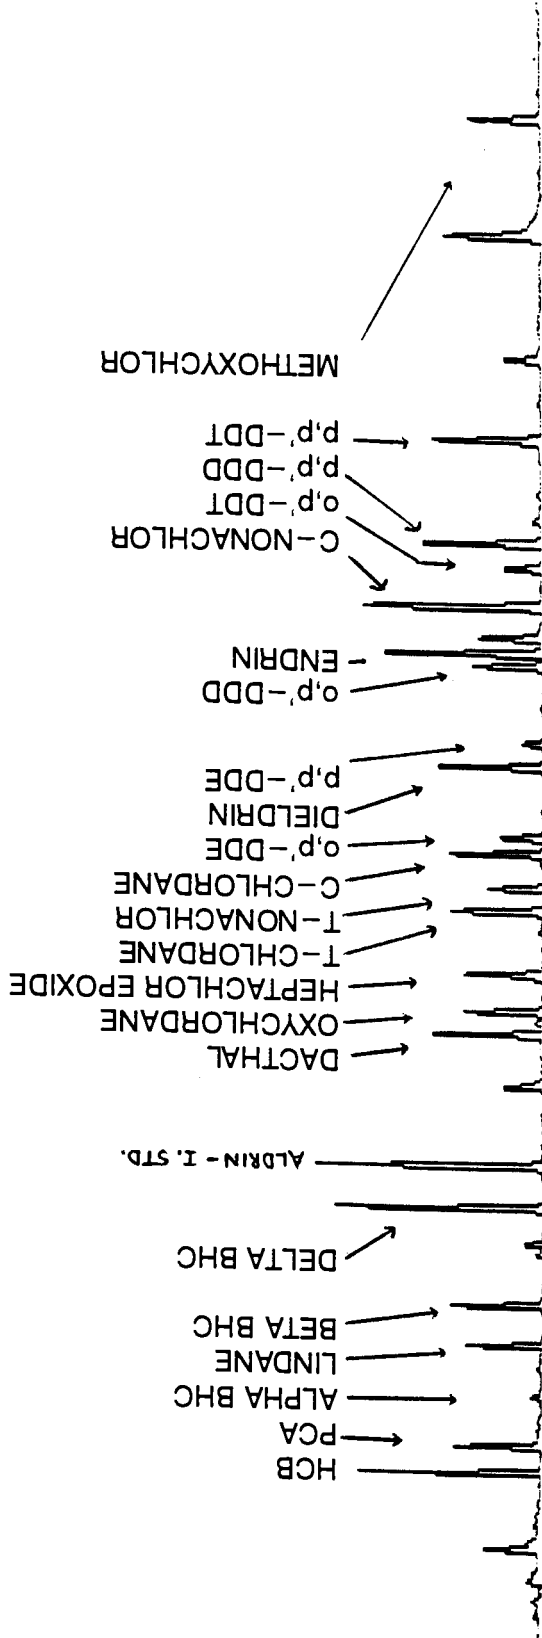 HCB
PCA
ALPHA BHC
LINDANE
BETA BHC
DELTA BHC
ALDRIN - I. STD.
DACTHAL
OXYCHLORDANE
HEPTACHLOR EPOXIDE
T-CHLORDANE
T-NONACHLOR
C-CHLORDANE
o,p'-DDE
DIELDRIN
p,p'-DDE
o,p'-DDD
ENDRIN
C-NONACHLOR
o,p'-DDT
p,p'-DDD
p,p'-DDT
METHOXYCHLOR